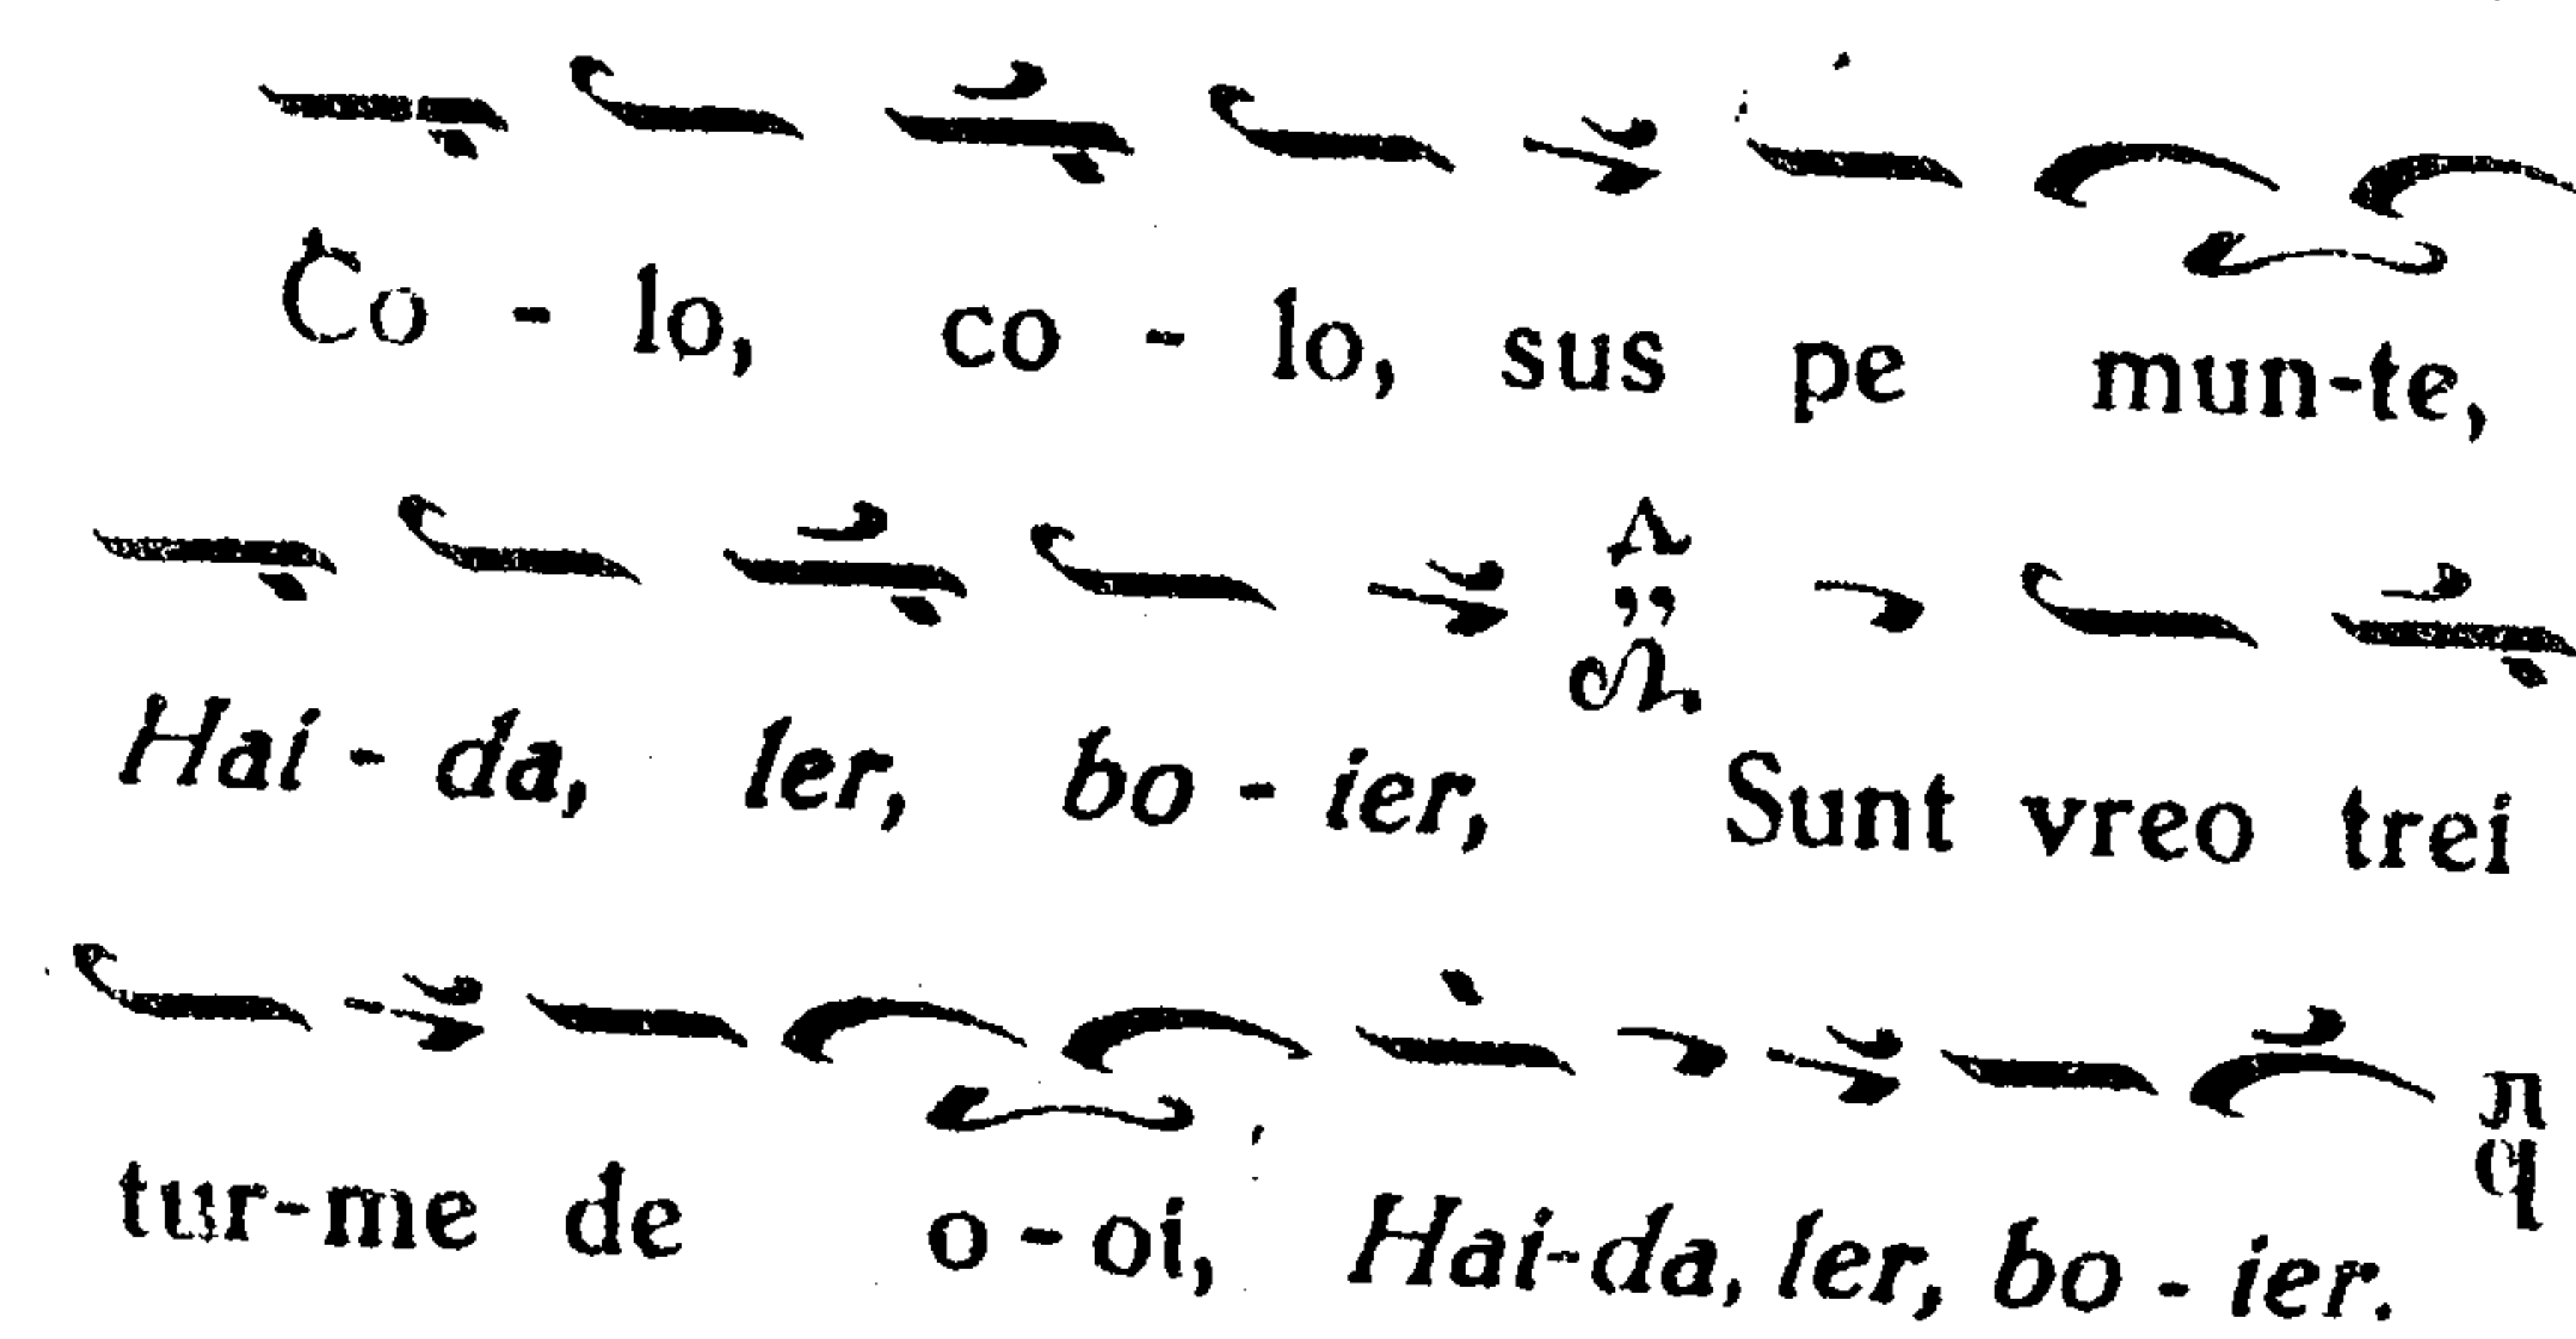 Co - lo, co - lo, sus pe mun-te,
Hai - da, ler, bo - ier, Sunt vreo trei
tur-me de o-oi, Hai-da, ler, bo - ier.